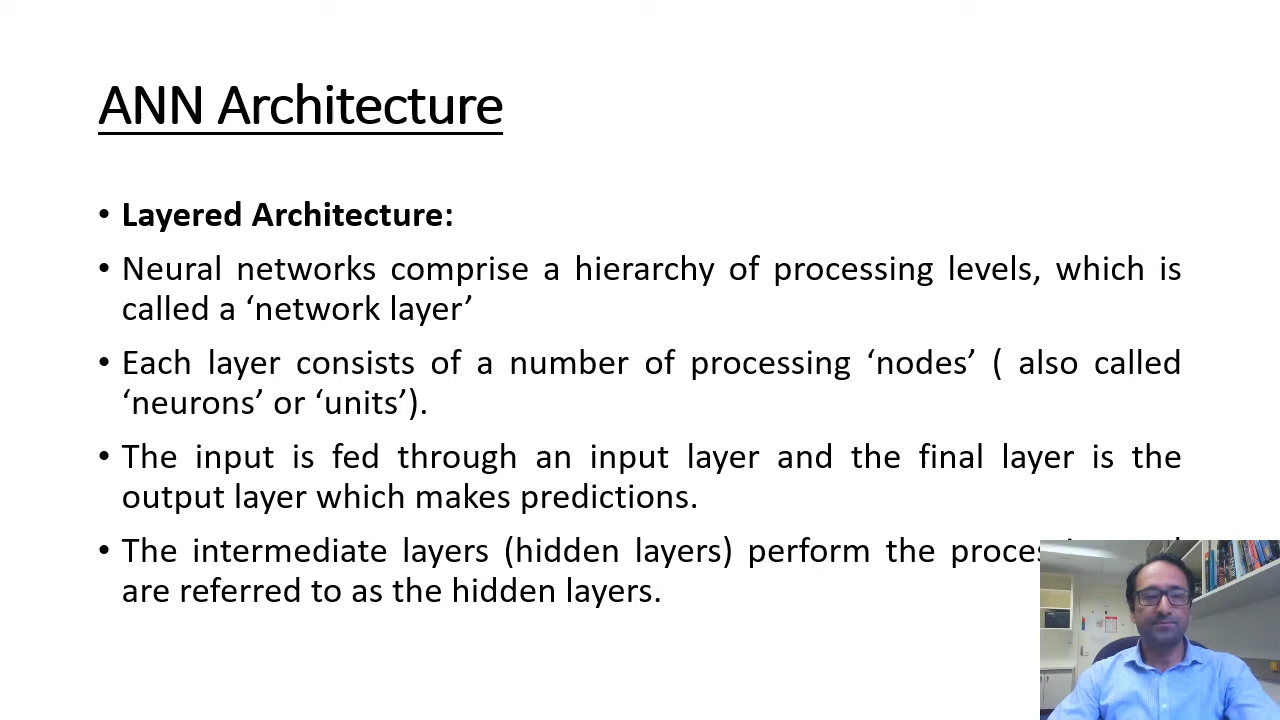 ANN Architecture
• Layered Architecture:
• Neural networks comprise a hierarchy of processing levels, which is
called a ‘network layer’
• Each layer consists of a number of processing ‘nodes’ ( also called
‘neurons’ or ‘units’).
• The input is fed through an input layer and the final layer is the
output layer which makes predictions.
• The intermediate layers (hidden layers) perform the
are referred to as the hidden layers.